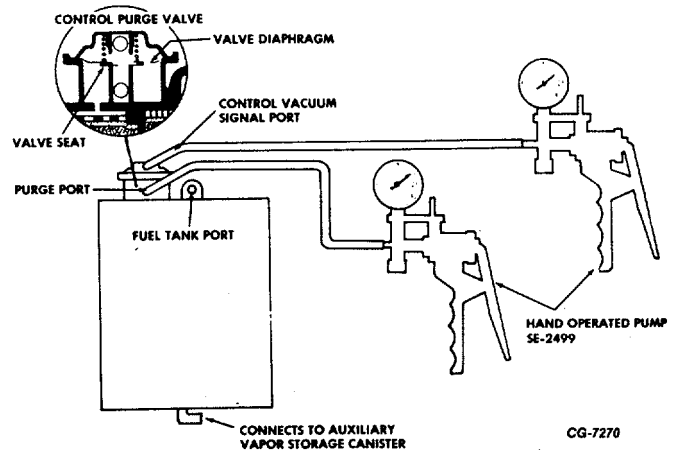 CONTROL PURGE VALVE
VALVE DIAPHRAGM
CONTROL VACUUM
SIGNAL PORT
VALVE SEAT
PURGE PORT
FUEL TANK PORT
HAND OPERATED PUMP
SE-2499
CONNECTS TO AUXILIARY
VAPOR STORAGE CANISTER
CG-7270